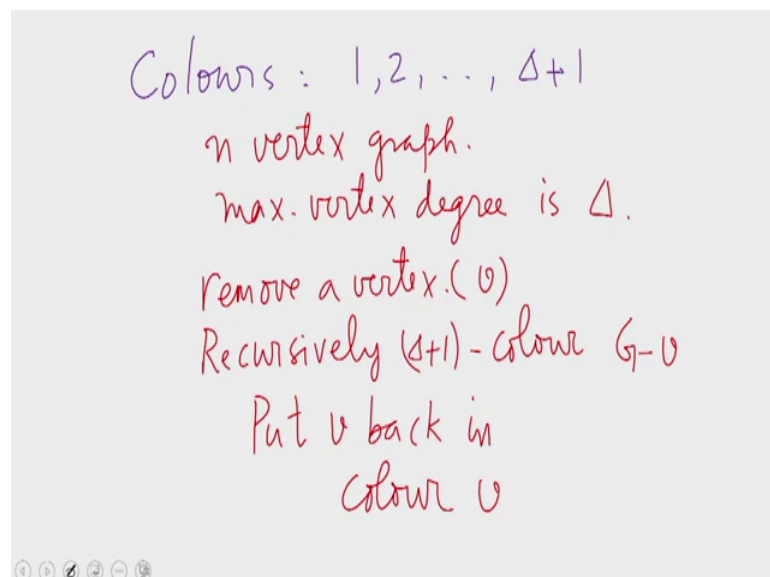 Colours : 1, 2, . . , Δ+1
n vertex graph.
max. vertex degree is Δ.
remove a vertex. (v)
Recursively (Δ+1) - colour G-v
Put v back in
colour v